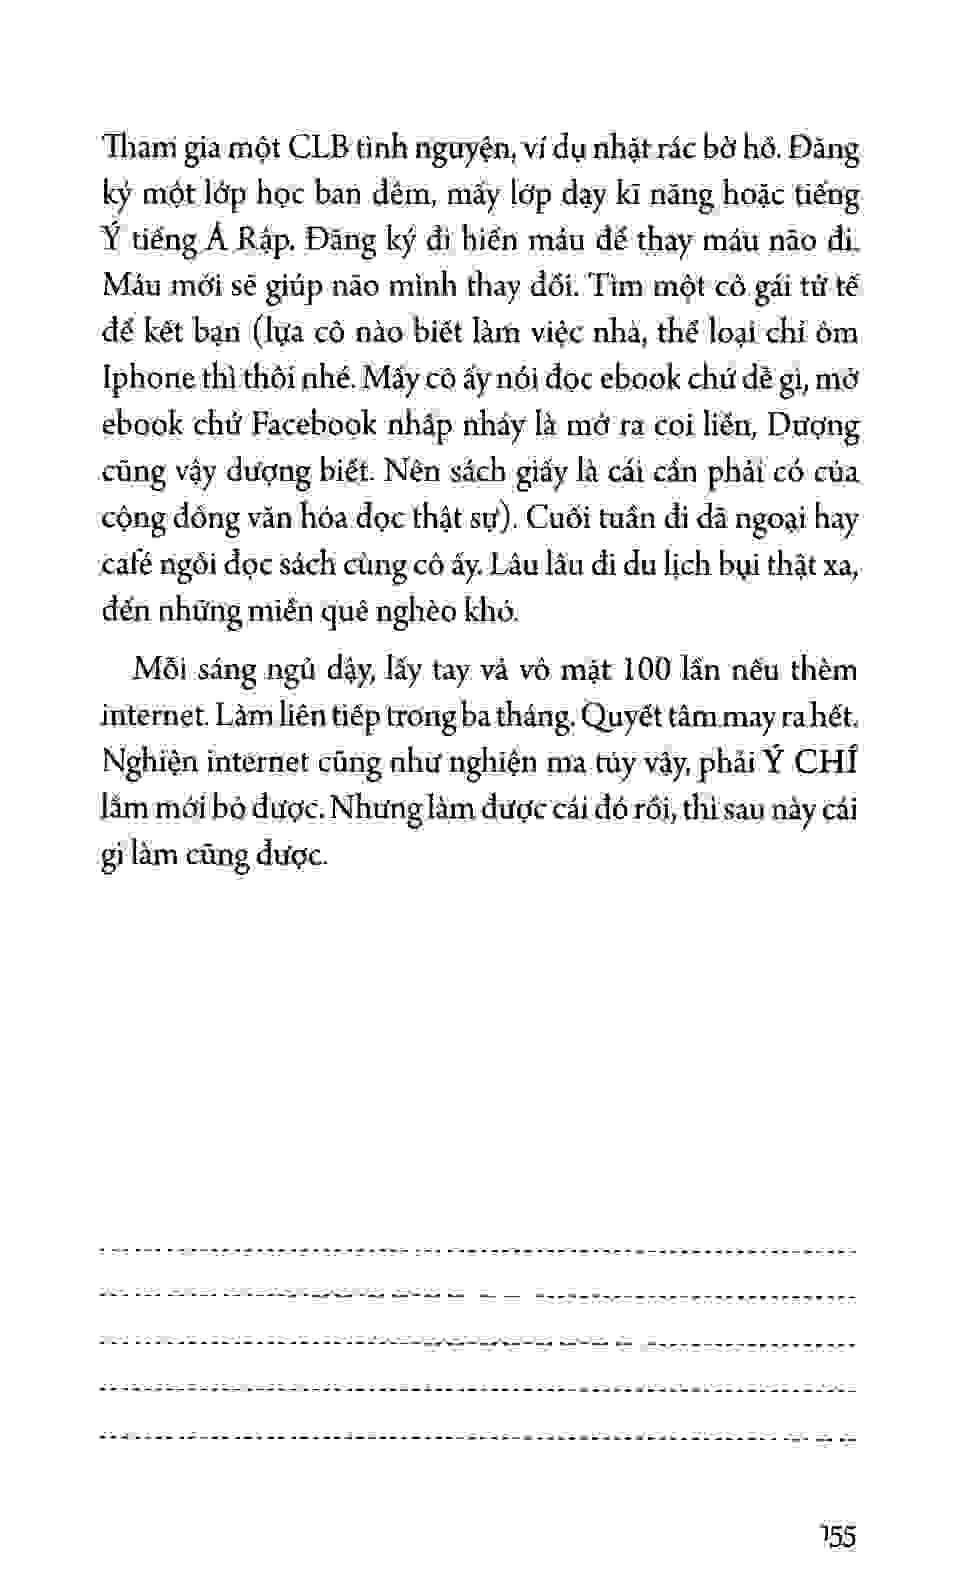 Tham gia một CLB tình nguyện, ví dụ nhặt rác bờ hồ. Đăng
ký một lớp học ban đêm, mấy lớp dạy kĩ năng hoặc tiếng
Ý tiếng Ả Rập. Đăng ký đi hiến máu để thay máu não đi.
Máu mới sẽ giúp não mình thay đổi. Tìm một cô gái tử tế
để kết bạn (lựa cô nào biết làm việc nhà, thể loại chỉ ôm
Iphone thì thôi nhé. Mấy cô ấy nói đọc ebook chứ dễ gì, mở
ebook chứ Facebook nhấp nháy là mở ra coi liền, Dượng
cũng vậy dượng biết. Nên sách giấy là cái cần phải có của
cộng đồng văn hóa đọc thật sự). Cuối tuần đi dã ngoại hay
café ngồi đọc sách cùng cô ấy. Lâu lâu đi du lịch bụi thật xa,
đến những miền quê nghèo khó.
Mỗi sáng ngủ dậy, lấy tay vả vô mặt 100 lần nếu thèm
internet. Làm liên tiếp trong ba tháng. Quyết tâm may ra hết.
Nghiện internet cũng như nghiện ma túy vậy, phải Ý CHÍ
lắm mới bỏ được. Nhưng làm được cái đó rồi, thì sau này cái
gì làm cũng được.
155